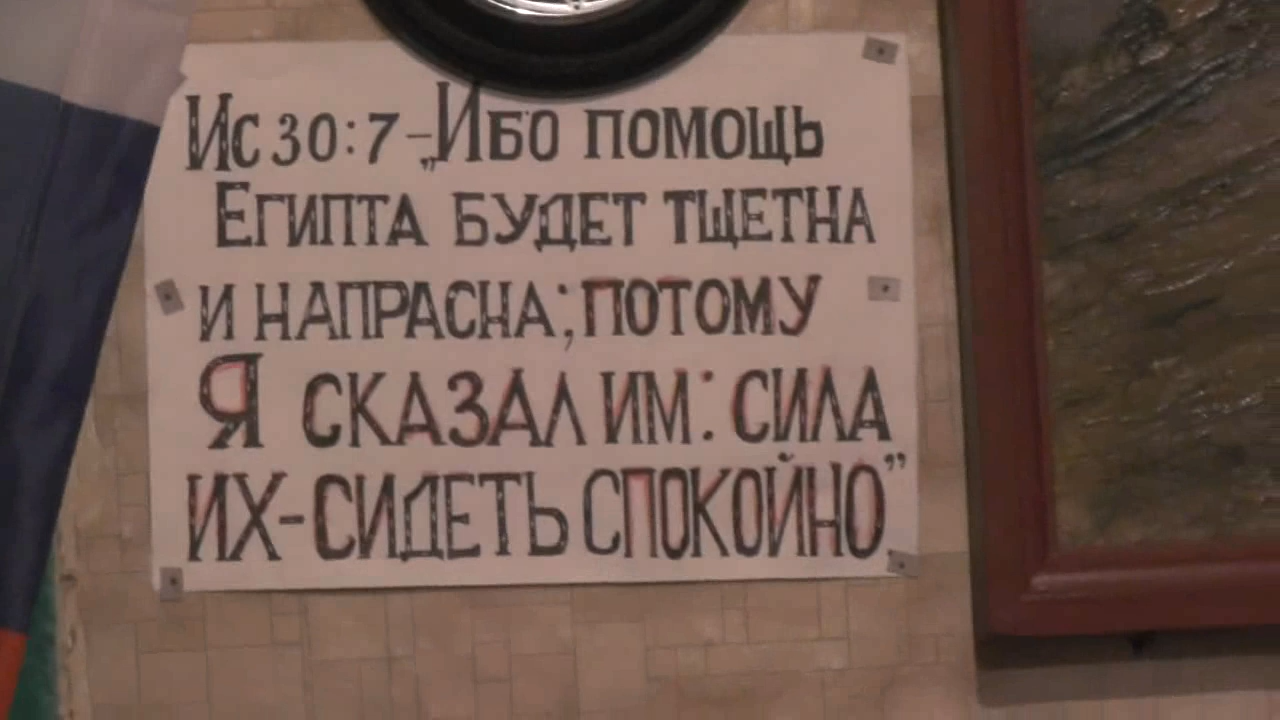 Ис 30:7 – „Ибо помощь
Египта будет тщетна
и напрасна; потому
Я сказал им: сила
их - сидеть спокойно”.